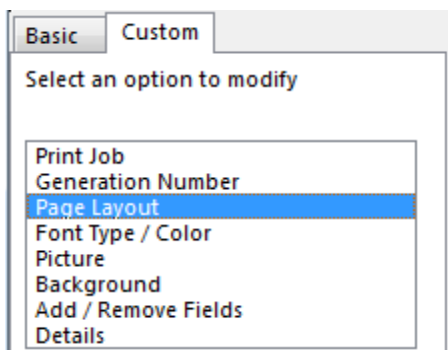 Basic Custom
Select an option to modify
Print Job
Generation Number
Page Layout
Font Type / Color
Picture
Background
Add / Remove Fields
Details